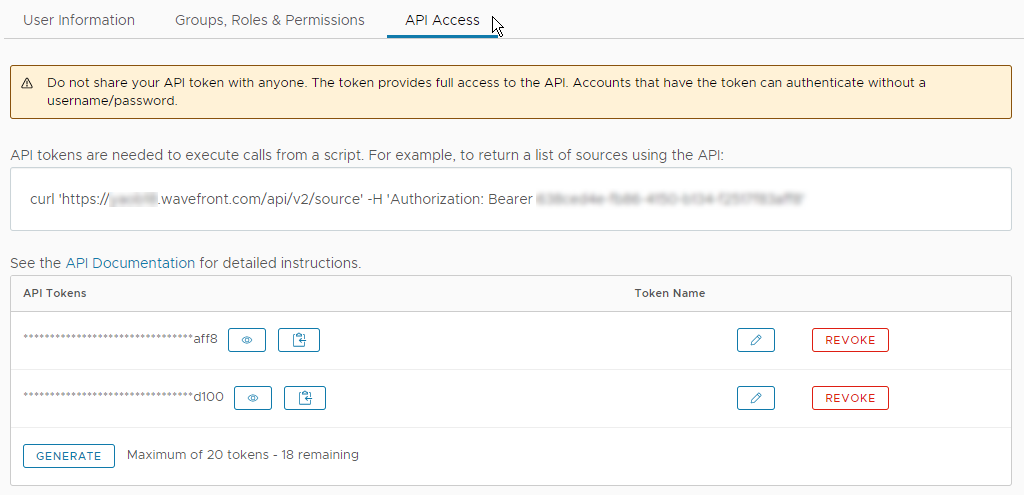 User Information
Groups, Roles & Permissions
API Access
Do not share your API token with anyone. The token provides full access to the API. Accounts that have the token can authenticate without a
username/password.
API tokens are needed to execute calls from a script. For example, to return a list of sources using the API:
curl 'https:// .wavefront.com/api/v2/source' -H 'Authorization: Bearer
See the API Documentation for detailed instructions.
API Tokens
Token Name
********************************aff8
REVOKE
********************************d100
REVOKE
GENERATE
Maximum of 20 tokens - 18 remaining